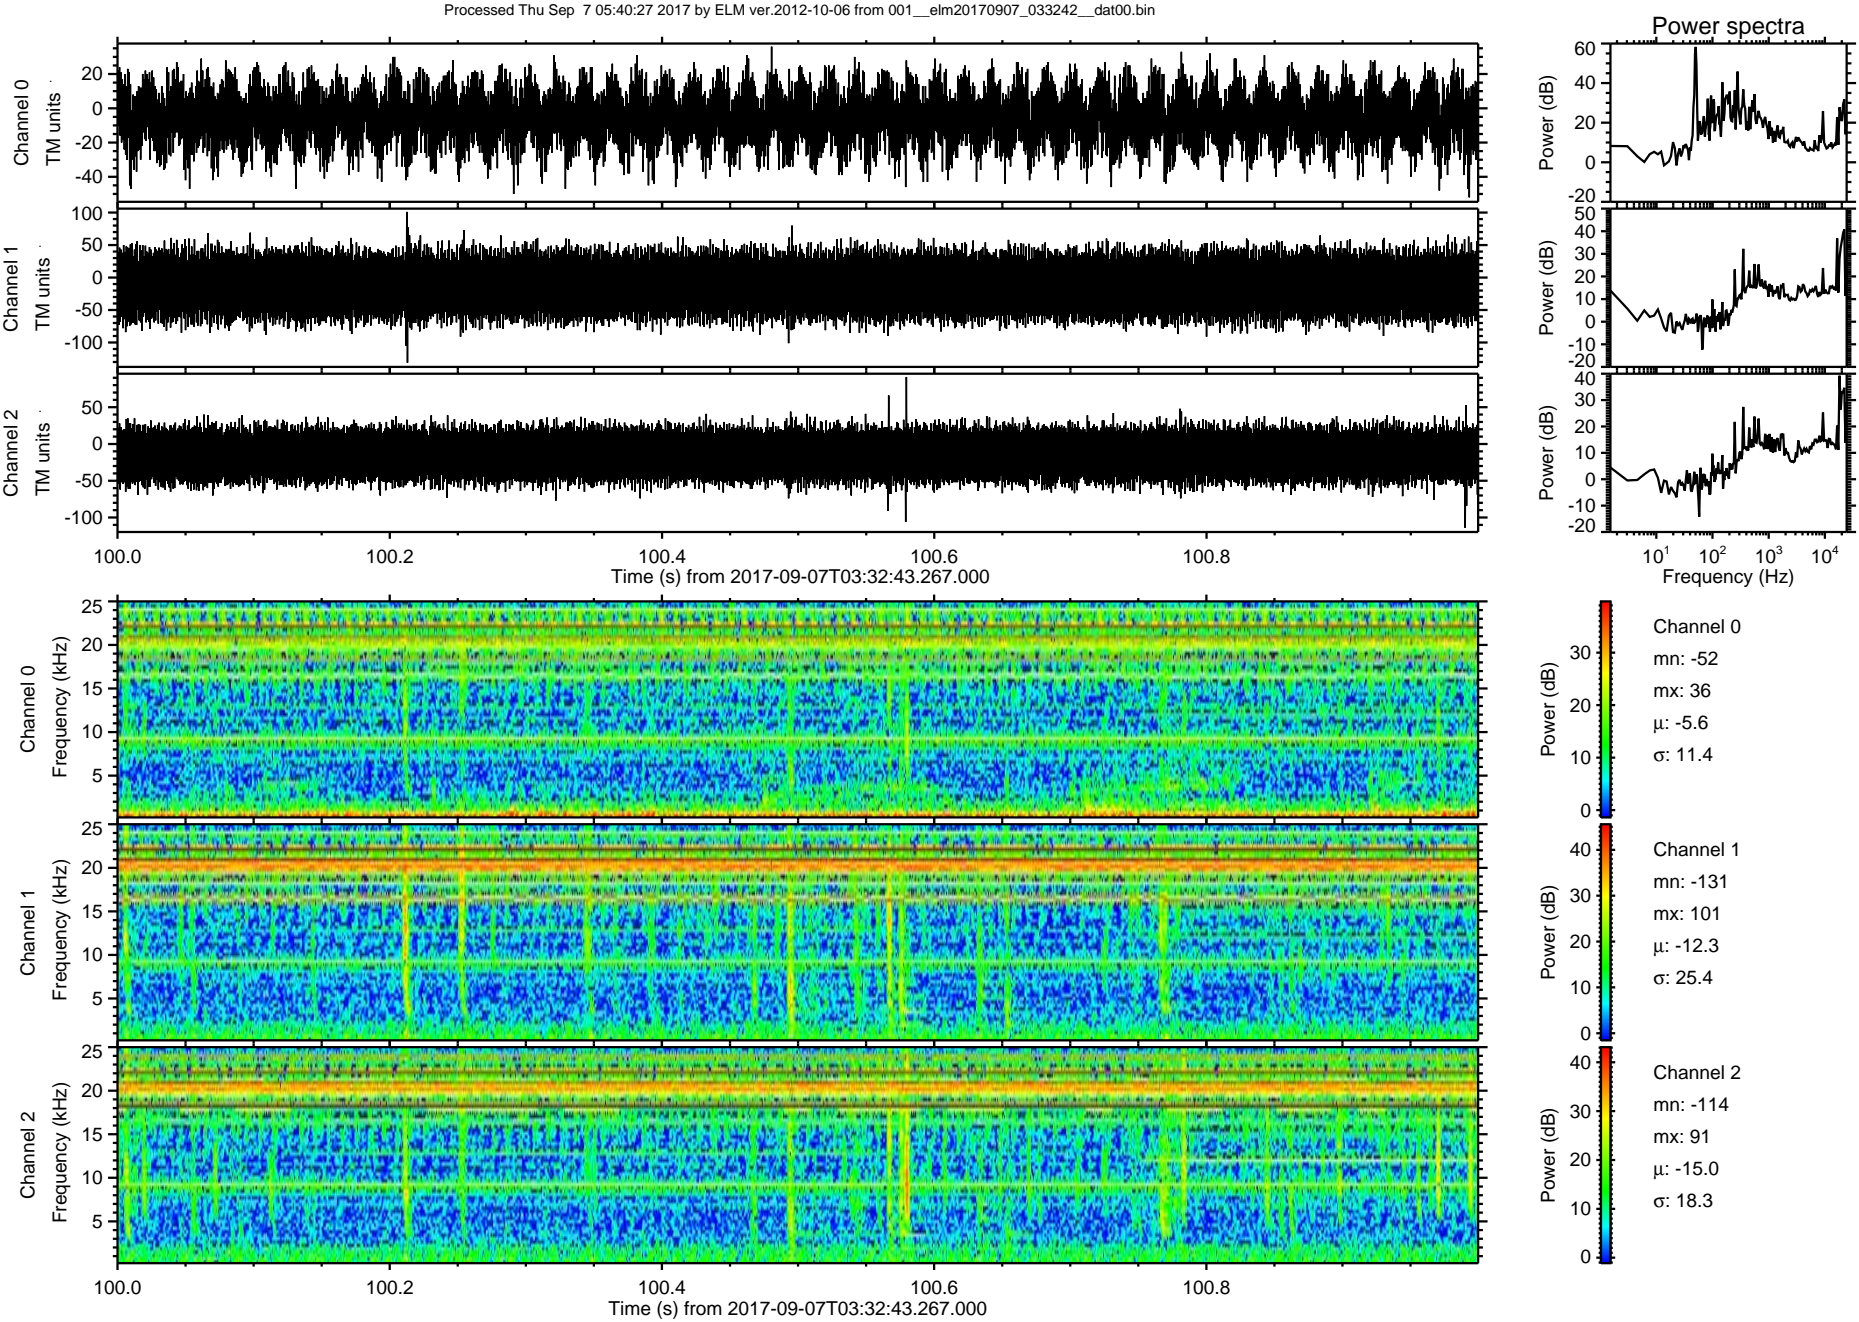 Processed Thu Sep  7 05:40:27 2017 by ELM ver.2012-10-06 from 001__elm20170907_033242__dat00.bin
Power spectra
Channel 0
TM units
20
0
-20
-40
Power (dB)
60
40
20
0
-20
Channel 1
TM units
100
50
0
-50
-100
Power (dB)
50
40
30
20
10
0
-10
-20
Channel 2
TM units
50
0
-50
-100
Power (dB)
40
30
20
10
0
-10
-20
100.0 100.2 100.4 100.6 100.8
Time (s) from 2017-09-07T03:32:43.267.000
10^1 10^2 10^3 10^4
Frequency (Hz)
Channel 0
Frequency (kHz)
25
20
15
10
5
Power (dB)
30
20
10
0
Channel 0
mn: -52
mx: 36
μ: -5.6
σ: 11.4
Channel 1
Frequency (kHz)
25
20
15
10
5
Power (dB)
40
30
20
10
0
Channel 1
mn: -131
mx: 101
μ: -12.3
σ: 25.4
Channel 2
Frequency (kHz)
25
20
15
10
5
Power (dB)
40
30
20
10
0
Channel 2
mn: -114
mx: 91
μ: -15.0
σ: 18.3
100.0 100.2 100.4 100.6 100.8
Time (s) from 2017-09-07T03:32:43.267.000